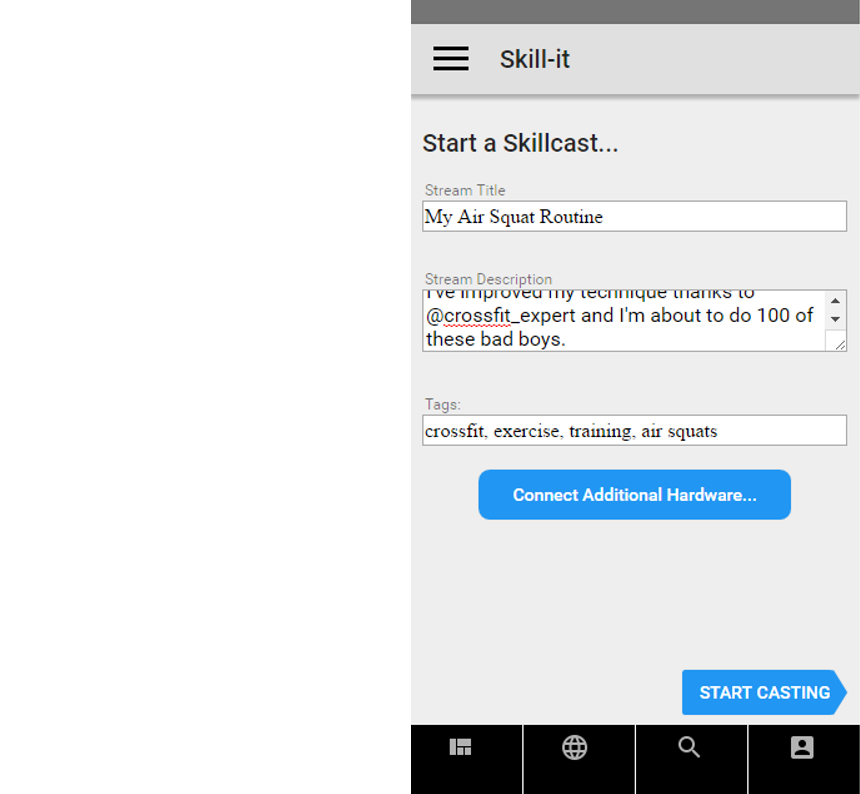 Skill-it
Start a Skillcast...
Stream Title
My Air Squat Routine
Stream Description
I've improved my technique thanks to
@crossfit_expert and I'm about to do 100 of
these bad boys.
Tags:
crossfit, exercise, training, air squats
Connect Additional Hardware...
START CASTING